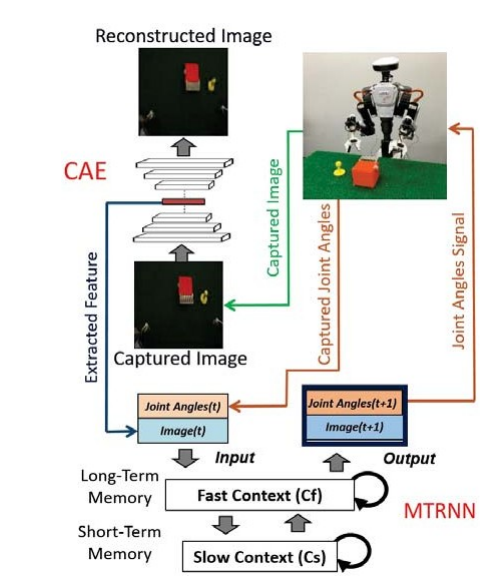 Reconstructed Image
CAE
Captured Image
Captured Joint Angles
Joint Angles Signal
Extracted Feature
Captured Image
Joint Angles(t)
Image(t)
Joint Angles(t+1)
Image(t+1)
Input
Output
Long-Term
Memory
Fast Context (Cf)
MTRNN
Short-Term
Memory
Slow Context (Cs)